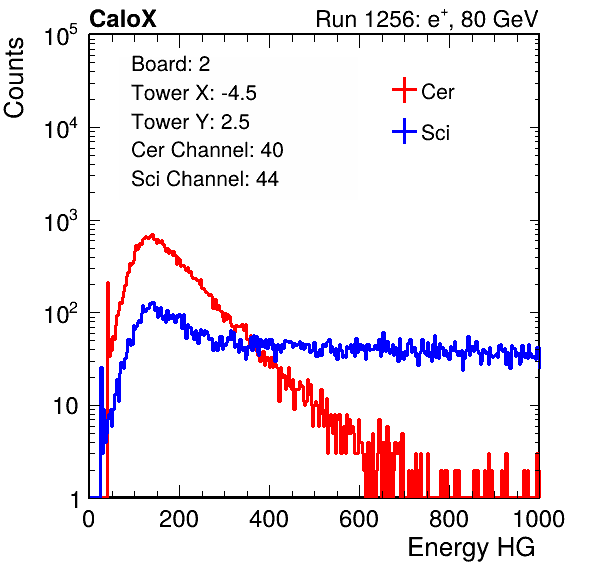 CaloX Run 1256: e⁺, 80 GeV
Counts
10⁵
10⁴
10³
10²
10
1
Board: 2
Tower X: -4.5
Tower Y: 2.5
Cer Channel: 40
Sci Channel: 44
Cer
Sci
0 200 400 600 800 1000
Energy HG